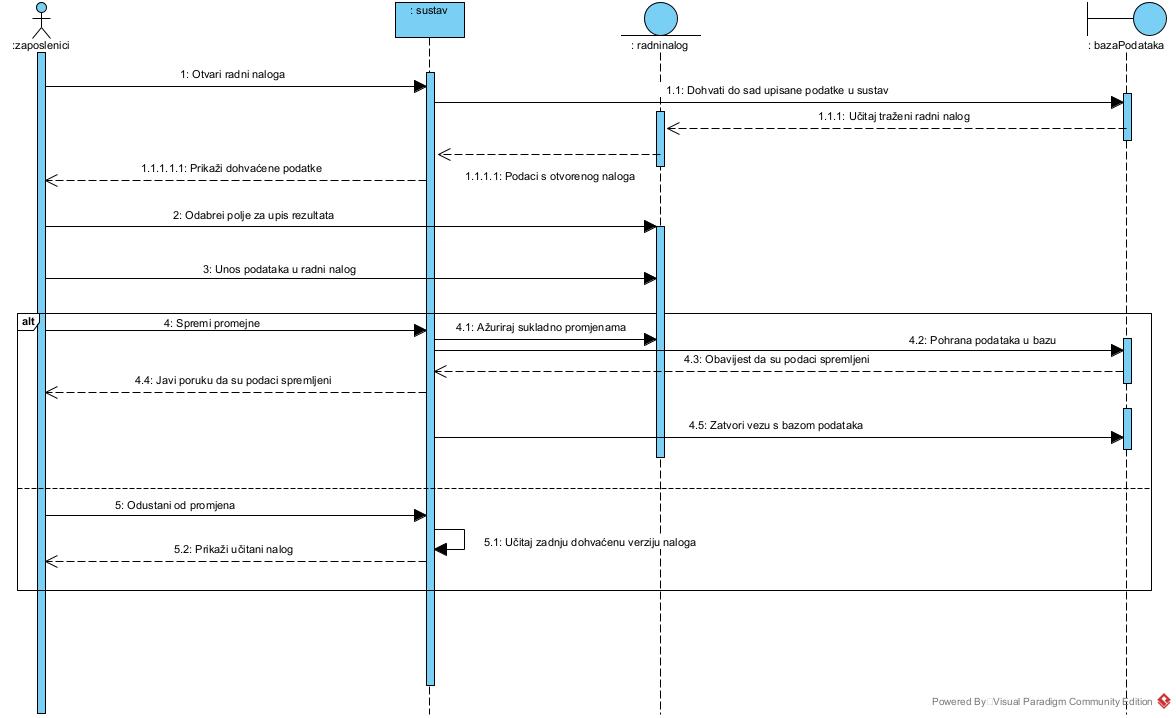 :zaposlenici
: sustav
: radninalog
: bazaPodataka
1: Otvari radni naloga
1.1: Dohvati do sad upisane podatke u sustav
1.1.1: Učitaj traženi radni nalog
1.1.1.1.1: Prikaži dohvaćene podatke
1.1.1.1: Podaci s otvorenog naloga
2: Odabrei polje za upis rezultata
3: Unos podataka u radni nalog
alt
4: Spremi promejne
4.1: Ažuriraj sukladno promjenama
4.2: Pohrana podataka u bazu
4.3: Obavijest da su podaci spremljeni
4.4: Javi poruku da su podaci spremljeni
4.5: Zatvori vezu s bazom podataka
5: Odustani od promjena
5.1: Učitaj zadnju dohvaćenu verziju naloga
5.2: Prikaži učitani nalog
Powered By Visual Paradigm Community Edition